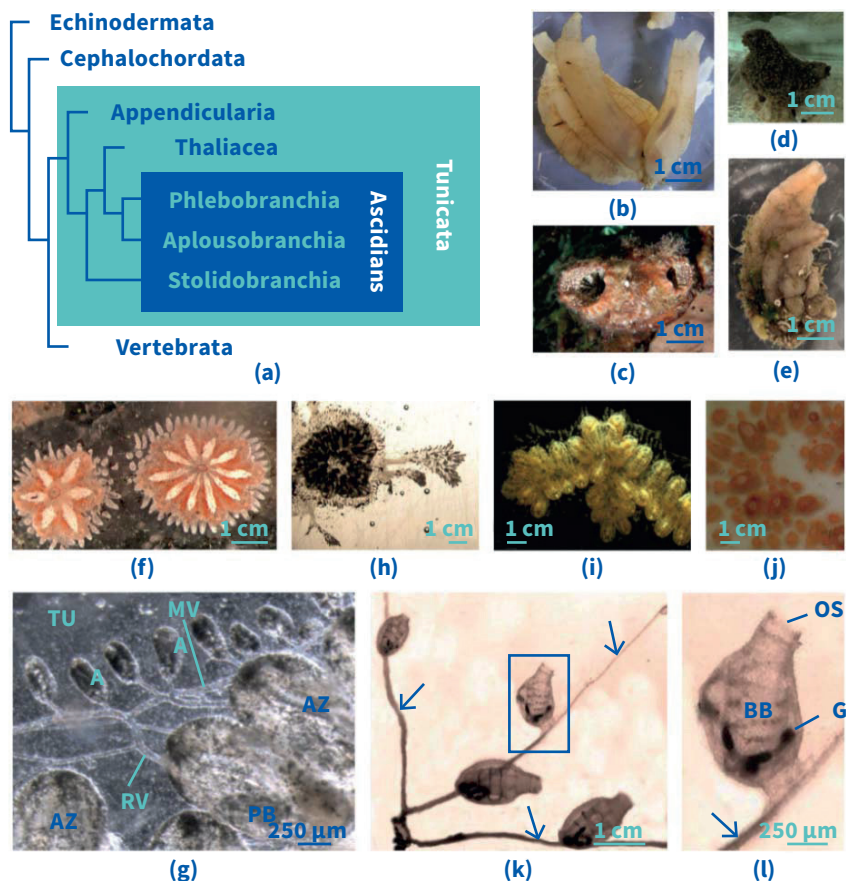 Echinodermata
Cephalochordata
Appendicularia
Thaliacea
Phlebobranchia
Aplousobranchia
Stolidobranchia
Ascidians
Tunicata
Vertebrata
(a)
1 cm
(b)
1 cm
(c)
1 cm
(d)
1 cm
(e)
1 cm
(f)
1 cm
(h)
1 cm
(i)
1 cm
(j)
TU
MV
A
A
AZ
RV
AZ
PB
250 µm
(g)
1 cm
(k)
OS
BB
G
250 µm
(l)